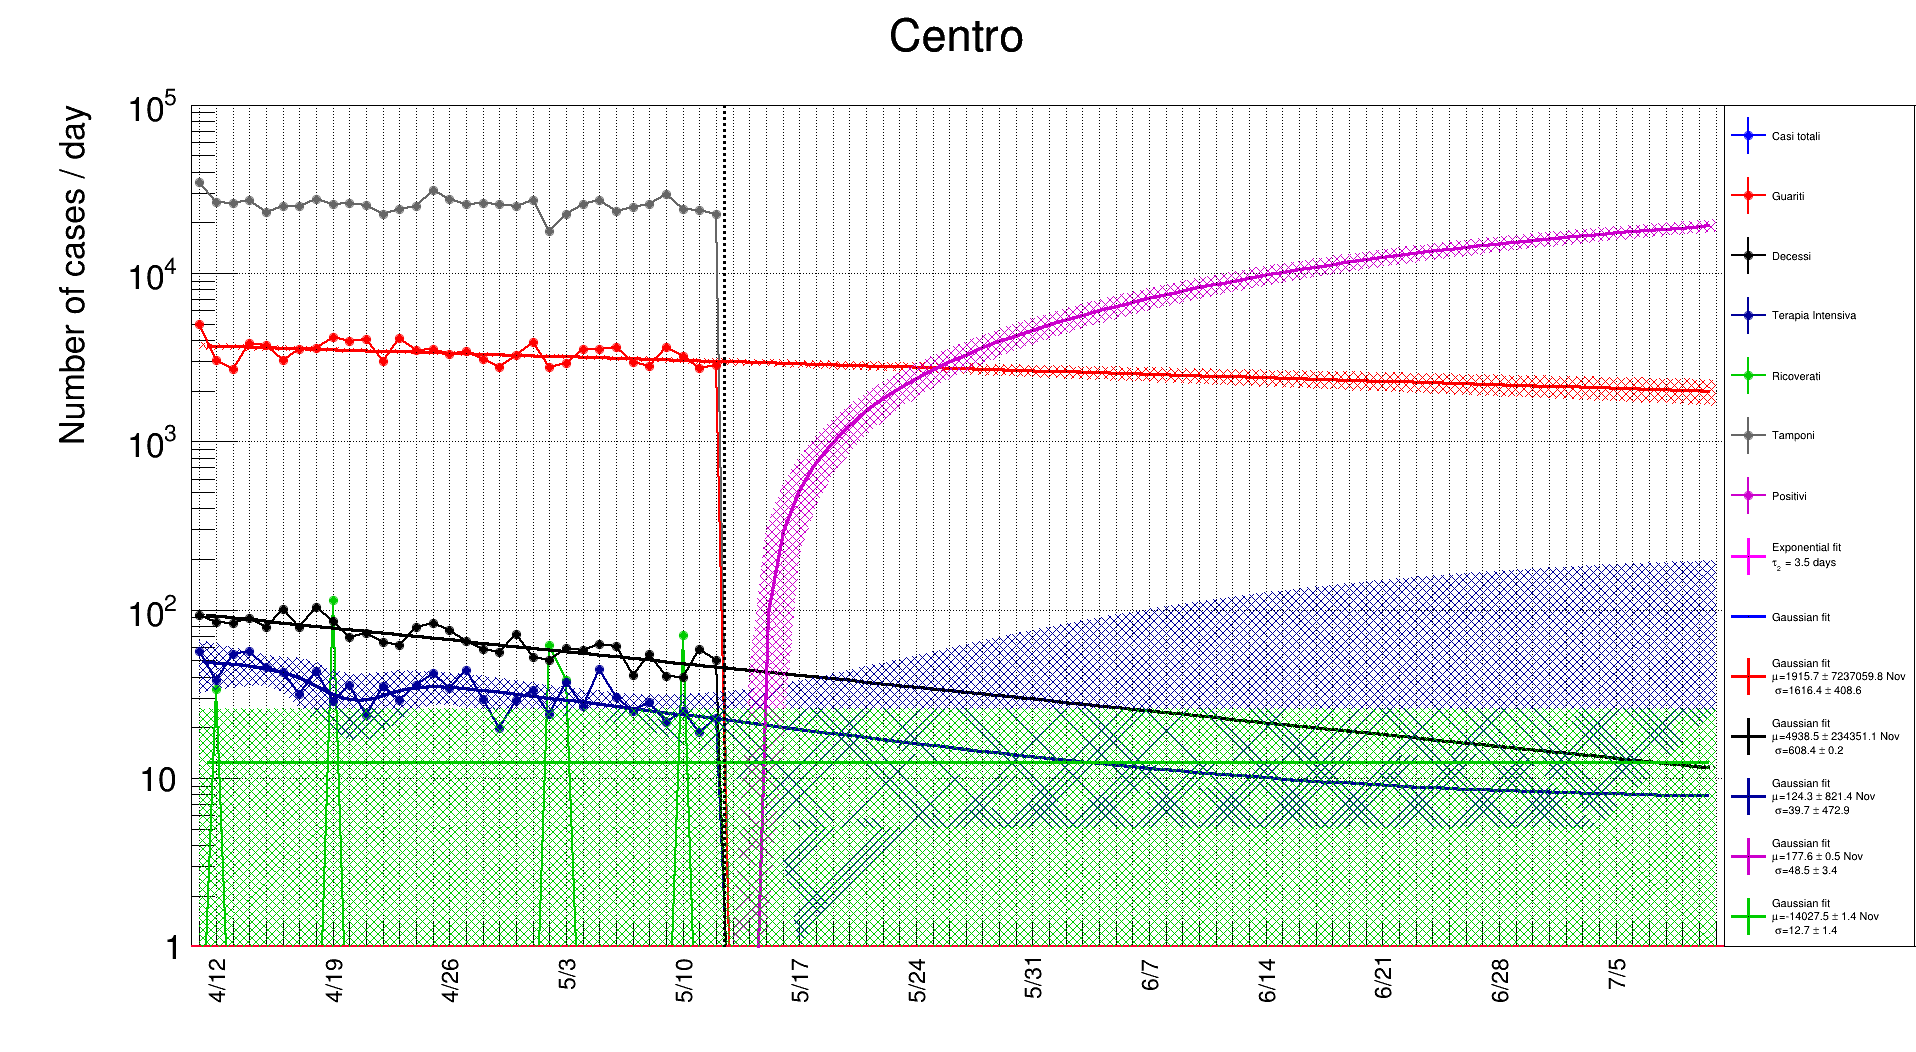 Centro
Number of cases / day
10^5
10^4
10^3
10^2
10
1
4/12
4/19
4/26
5/3
5/10
5/17
5/24
5/31
6/7
6/14
6/21
6/28
7/5
Casi totali
Guariti
Decessi
Terapia Intensiva
Ricoverati
Tamponi
Positivi
Exponential fit
τ₂ = 3.5 days
Gaussian fit
Gaussian fit
μ=1915.7 ± 7237059.8 Nov
σ=1616.4 ± 408.6
Gaussian fit
μ=4938.5 ± 234351.1 Nov
σ=608.4 ± 0.2
Gaussian fit
μ=124.3 ± 821.4 Nov
σ=39.7 ± 472.9
Gaussian fit
μ=177.6 ± 0.5 Nov
σ=48.5 ± 3.4
Gaussian fit
μ=-14027.5 ± 1.4 Nov
σ=12.7 ± 1.4